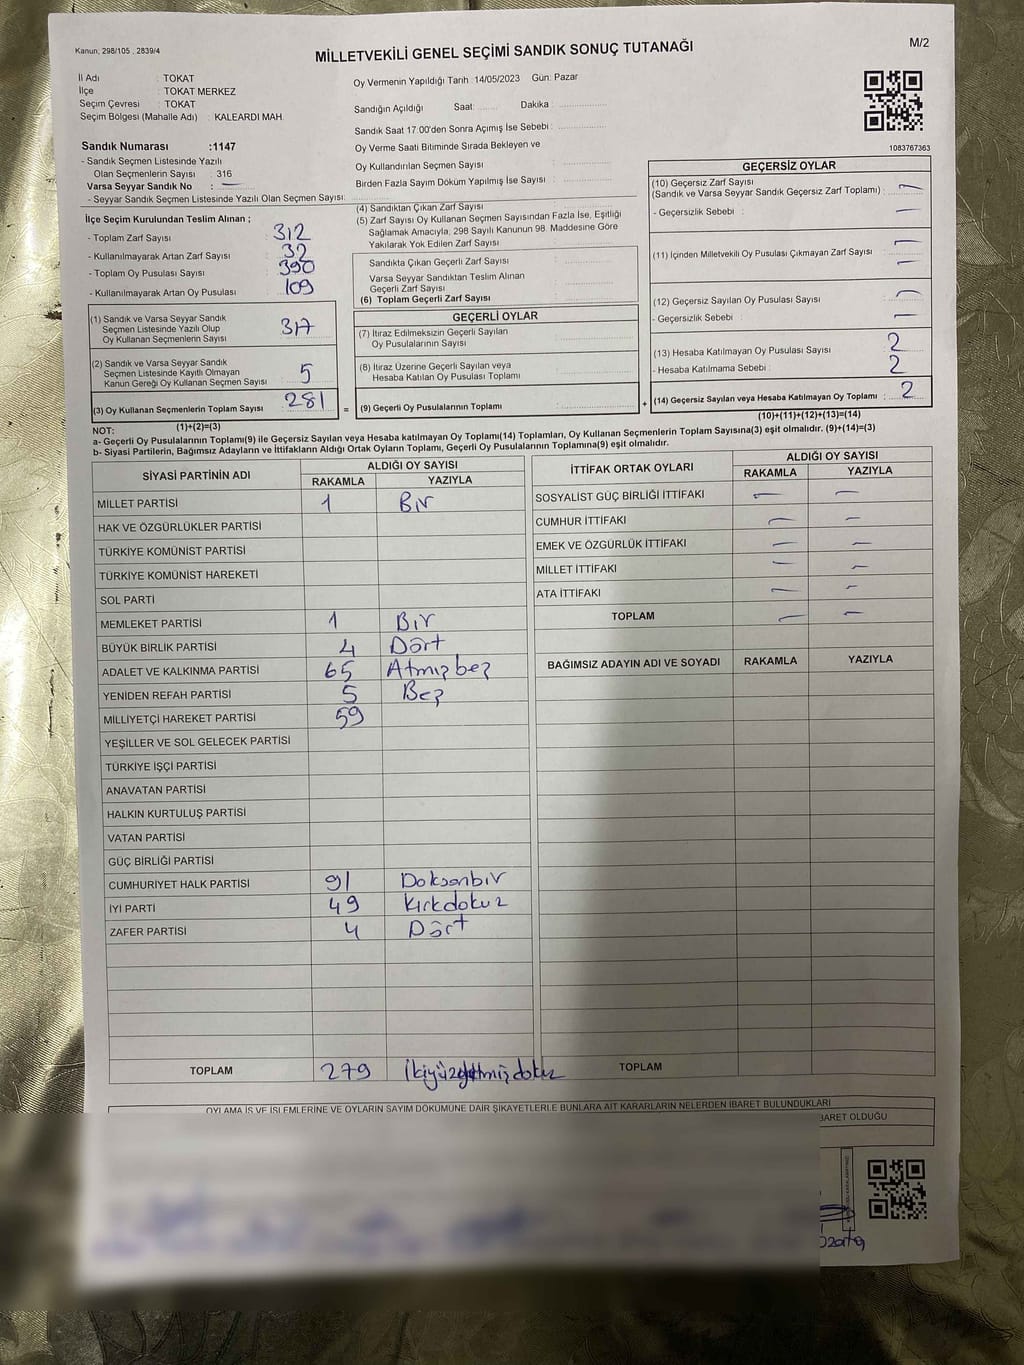 Kanun; 298/105 , 2839/4
MİLLETVEKİLİ GENEL SEÇİMİ SANDIK SONUÇ TUTANAĞI
M/2
İl Adı : TOKAT
İlçe : TOKAT MERKEZ
Seçim Çevresi : TOKAT
Seçim Bölgesi (Mahalle Adı) : KALEARDI MAH.
Oy Vermenin Yapıldığı Tarih :14/05/2023 Gün: Pazar
Sandığın Açıldığı Saat: Dakika :
Sandık Saat 17:00'den Sonra Açımış İse Sebebi :
Oy Verme Saati Bitiminde Sırada Bekleyen ve
Oy Kullandırılan Seçmen Sayısı :
Birden Fazla Sayım Döküm Yapılmış İse Sayısı :
1083767363
Sandık Numarası :1147
- Sandık Seçmen Listesinde Yazılı
Olan Seçmenlerin Sayısı : 316
Varsa Seyyar Sandık No : —
- Seyyar Sandık Seçmen Listesinde Yazılı Olan Seçmen Sayısı:
İlçe Seçim Kurulundan Teslim Alınan ;
- Toplam Zarf Sayısı : 312
- Kullanılmayarak Artan Zarf Sayısı : 32
- Toplam Oy Pusulası Sayısı : 390
- Kullanılmayarak Artan Oy Pusulası : 109
(1) Sandık ve Varsa Seyyar Sandık
Seçmen Listesinde Yazılı Olup
Oy Kullanan Seçmenlerin Sayısı :
(2) Sandık ve Varsa Seyyar Sandık
Seçmen Listesinde Kayıtlı Olmayan
Kanun Gereği Oy Kullanan Seçmen Sayısı : 5
(3) Oy Kullanan Seçmenlerin Toplam Sayısı : 281
(1)+(2)=(3)
(4) Sandıktan Çıkan Zarf Sayısı :
(5) Zarf Sayısı Oy Kullanan Seçmen Sayısından Fazla İse, Eşitliği
Sağlamak Amacıyla; 298 Sayılı Kanunun 98. Maddesine Göre
Yakılarak Yok Edilen Zarf Sayısı :
Sandıkta Çıkan Geçerli Zarf Sayısı :
Varsa Seyyar Sandıktan Teslim Alınan
Geçerli Zarf Sayısı :
(6) Toplam Geçerli Zarf Sayısı :
GEÇERLİ OYLAR
(7) İtiraz Edilmeksizin Geçerli Sayılan
Oy Pusulalarının Sayısı :
(8) İtiraz Üzerine Geçerli Sayılan veya
Hesaba Katılan Oy Pusulası Toplamı :
= (9) Geçerli Oy Pusulalarının Toplamı :
GEÇERSİZ OYLAR
(10) Geçersiz Zarf Sayısı
(Sandık ve Varsa Seyyar Sandık Geçersiz Zarf Toplamı) : —
- Geçersizlik Sebebi : —
(11) İçinden Milletvekili Oy Pusulası Çıkmayan Zarf Sayısı : —
—
(12) Geçersiz Sayılan Oy Pusulası Sayısı : —
- Geçersizlik Sebebi : —
(13) Hesaba Katılmayan Oy Pusulası Sayısı : 2
- Hesaba Katılmama Sebebi : 2
+ (14) Geçersiz Sayılan veya Hesaba Katılmayan Oy Toplamı : 2
(10)+(11)+(12)+(13)=(14)
NOT:
a- Geçerli Oy Pusulalarının Toplamı(9) ile Geçersiz Sayılan veya Hesaba katılmayan Oy Toplamı(14) Toplamları, Oy Kullanan Seçmenlerin Toplam Sayısına(3) eşit olmalıdır. (9)+(14)=(3)
b- Siyasi Partilerin, Bağımsız Adayların ve İttifakların Aldığı Ortak Oyların Toplamı, Geçerli Oy Pusulalarının Toplamına(9) eşit olmalıdır.
SİYASİ PARTİNİN ADI ALDIĞI OY SAYISI
RAKAMLA YAZIYLA
MİLLET PARTİSİ 1 Bir
HAK VE ÖZGÜRLÜKLER PARTİSİ
TÜRKİYE KOMÜNİST PARTİSİ
TÜRKİYE KOMÜNİST HAREKETİ
SOL PARTİ
MEMLEKET PARTİSİ 1 Bir
BÜYÜK BİRLİK PARTİSİ 4 Dört
ADALET VE KALKINMA PARTİSİ 65 Atmışbeş
YENİDEN REFAH PARTİSİ 5 Beş
MİLLİYETÇİ HAREKET PARTİSİ 59
YEŞİLLER VE SOL GELECEK PARTİSİ
TÜRKİYE İŞÇİ PARTİSİ
ANAVATAN PARTİSİ
HALKIN KURTULUŞ PARTİSİ
VATAN PARTİSİ
GÜÇ BİRLİĞİ PARTİSİ
CUMHURİYET HALK PARTİSİ 91 Doksanbir
İYİ PARTİ 49 Kırkdokuz
ZAFER PARTİSİ 4 Dört
TOPLAM 279 İkiyüzyetmişdokuz
İTTİFAK ORTAK OYLARI ALDIĞI OY SAYISI
RAKAMLA YAZIYLA
SOSYALİST GÜÇ BİRLİĞİ İTTİFAKI — —
CUMHUR İTTİFAKI — —
EMEK VE ÖZGÜRLÜK İTTİFAKI — —
MİLLET İTTİFAKI — —
ATA İTTİFAKI — —
TOPLAM — —
BAĞIMSIZ ADAYIN ADI VE SOYADI RAKAMLA YAZIYLA
TOPLAM
OYLAMA İŞ VE İŞLEMLERİNE VE OYLARIN SAYIM DÖKÜMÜNE DAİR ŞİKAYETLERLE BUNLARA AİT KARARLARIN NELERDEN İBARET BULUNDUKLARI
BARET OLDUĞU